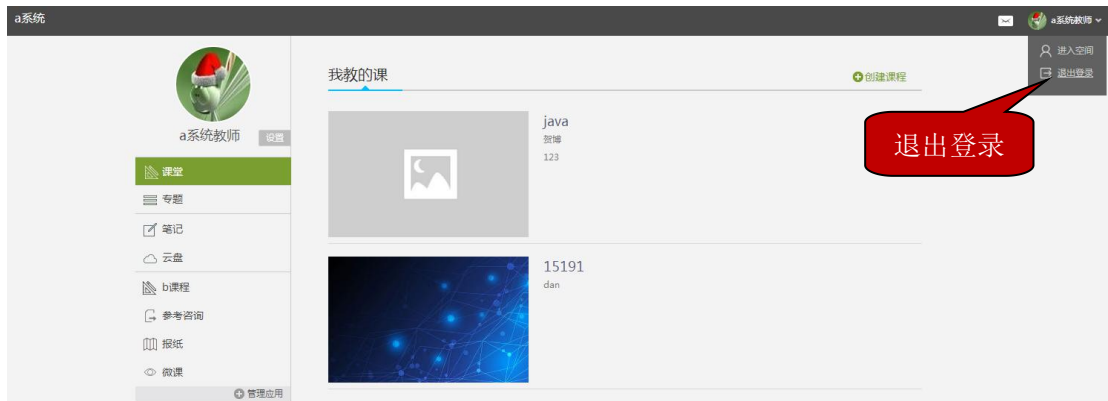 a系统
a系统教师
进入空间
退出登录
退出登录
a系统教师
设置
课堂
专题
笔记
云盘
b课程
参考咨询
报纸
微课
管理应用
我教的课
创建课程
java
贺博
123
15191
dan